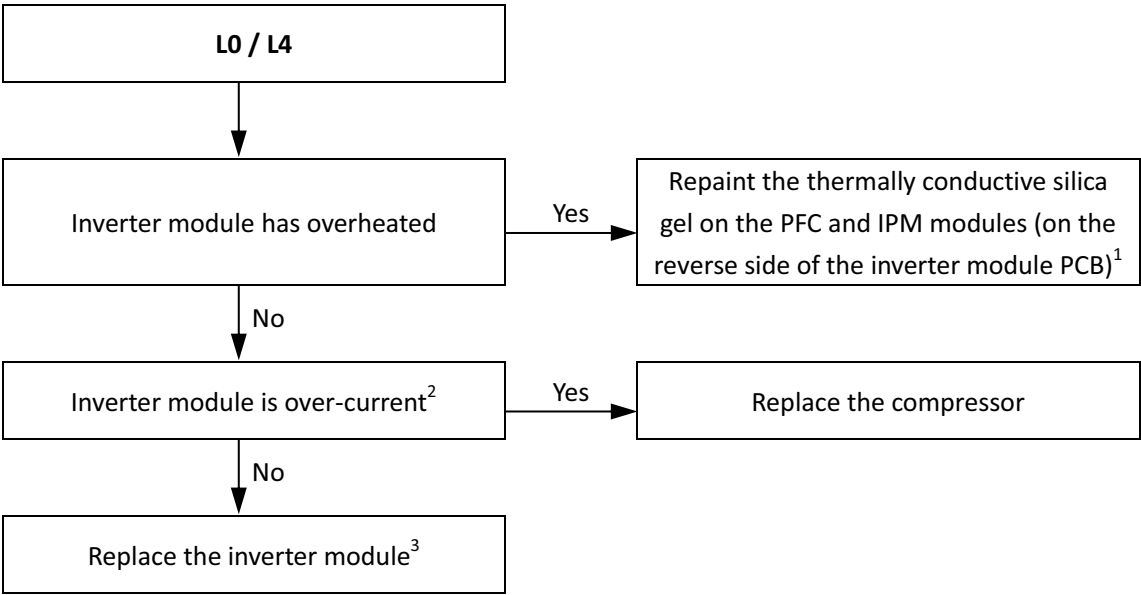 L0 / L4
Inverter module has overheated
Yes
Repaint the thermally conductive silica
gel on the PFC and IPM modules (on the
reverse side of the inverter module PCB)1
No
Inverter module is over-current2
Yes
Replace the compressor
No
Replace the inverter module3